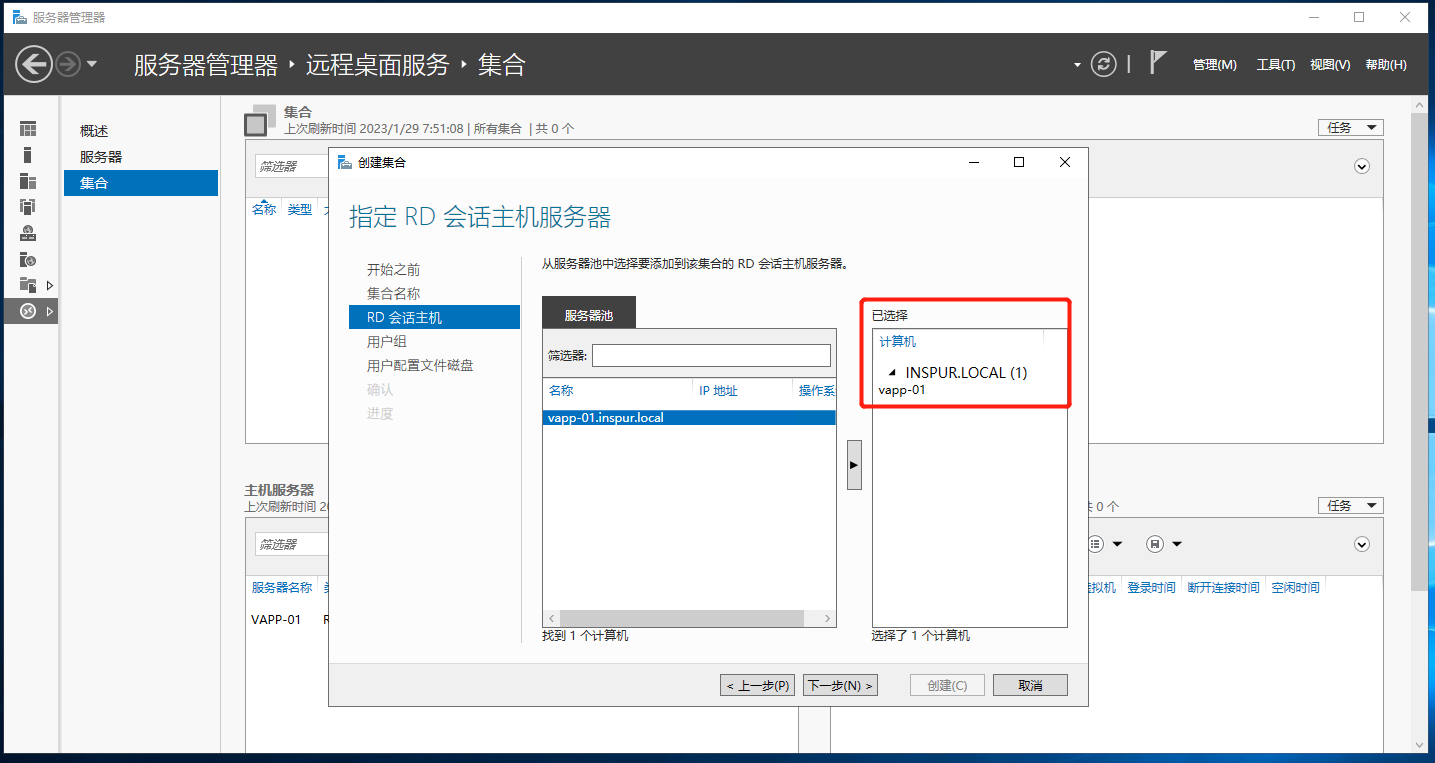 服务器管理器
服务器管理器 ‣ 远程桌面服务 ‣ 集合
管理(M) 工具(T) 视图(V) 帮助(H)
概述
服务器
集合
集合
上次刷新时间 2023/1/29 7:51:08 | 所有集合 | 共 0 个
任务
筛选器
名称 类型
创建集合
指定 RD 会话主机服务器
开始之前
集合名称
RD 会话主机
用户组
用户配置文件磁盘
确认
进度
从服务器池中选择要添加到该集合的 RD 会话主机服务器。
服务器池
筛选器:
名称 IP 地址 操作系
vapp-01.inspur.local
找到 1 个计算机
已选择
计算机
INSPUR.LOCAL (1)
vapp-01
选择了 1 个计算机
< 上一步(P) 下一步(N) > 创建(C) 取消
主机服务器
上次刷新时间 20
筛选器
服务器名称
VAPP-01
0 个
任务
拟机 登录时间 断开连接时间 空闲时间